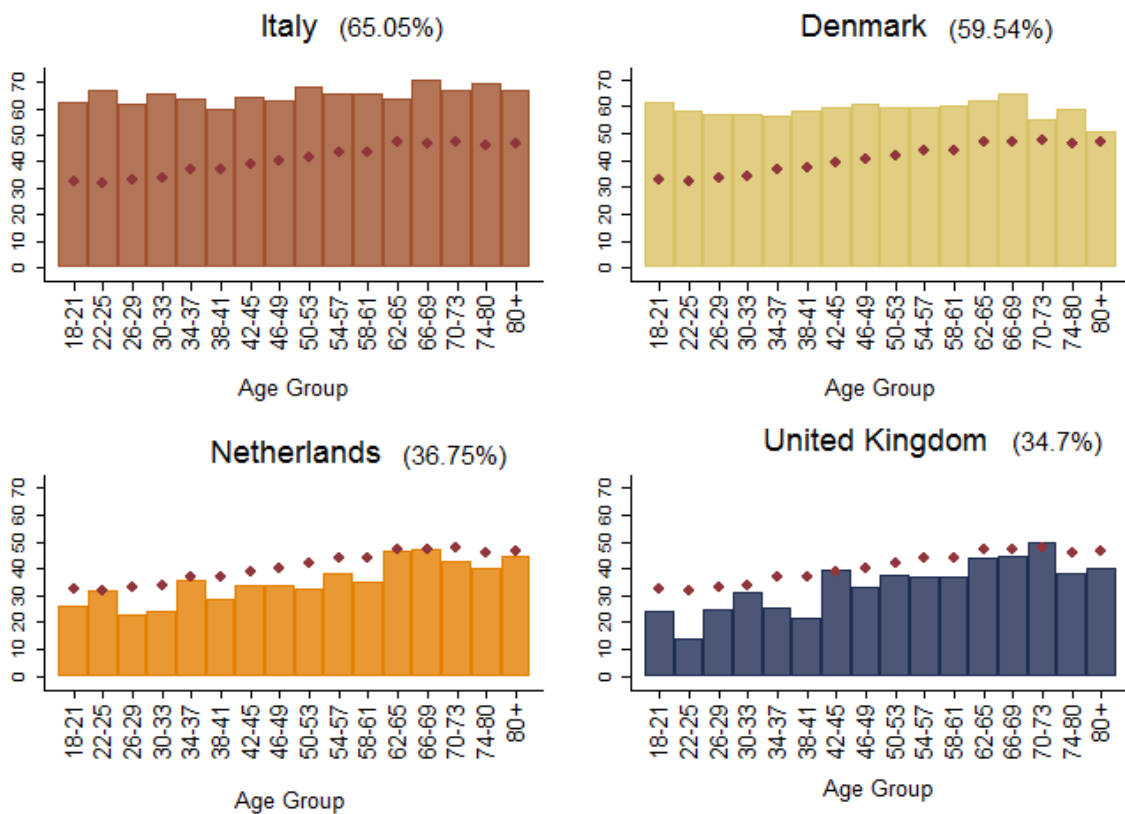 Italy (65.05%)
0 10 20 30 40 50 60 70
18-21 22-25 26-29 30-33 34-37 38-41 42-45 46-49 50-53 54-57 58-61 62-65 66-69 70-73 74-80 80+
Age Group
Denmark (59.54%)
0 10 20 30 40 50 60 70
18-21 22-25 26-29 30-33 34-37 38-41 42-45 46-49 50-53 54-57 58-61 62-65 66-69 70-73 74-80 80+
Age Group
Netherlands (36.75%)
0 10 20 30 40 50 60 70
18-21 22-25 26-29 30-33 34-37 38-41 42-45 46-49 50-53 54-57 58-61 62-65 66-69 70-73 74-80 80+
Age Group
United Kingdom (34.7%)
0 10 20 30 40 50 60 70
18-21 22-25 26-29 30-33 34-37 38-41 42-45 46-49 50-53 54-57 58-61 62-65 66-69 70-73 74-80 80+
Age Group